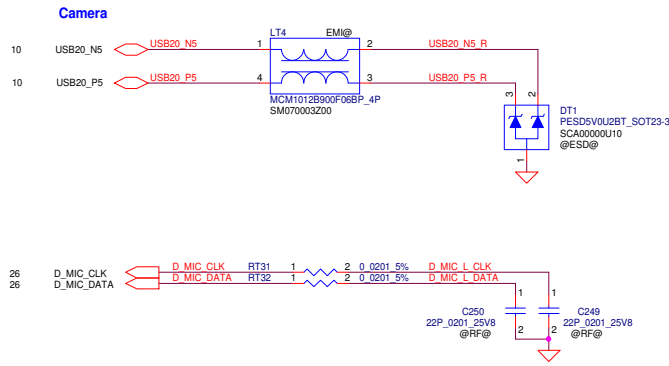 Camera
LT4 EMI@
10 USB20_N5 USB20_N5 1 2 USB20_N5_R
10 USB20_P5 USB20_P5 4 3 USB20_P5_R
MCM1012B900F06BP_4P
SM070003Z00
3 2
DT1
PESD5V0U2BT_SOT23-3
SCA00000U10
@ESD@
1
26 D_MIC_CLK D_MIC_CLK RT31 1 2 0_0201_5% D_MIC_L_CLK
26 D_MIC_DATA D_MIC_DATA RT32 1 2 0_0201_5% D_MIC_L_DATA
1 1
C250 C249
22P_0201_25V8 22P_0201_25V8
2 2
@RF@ @RF@